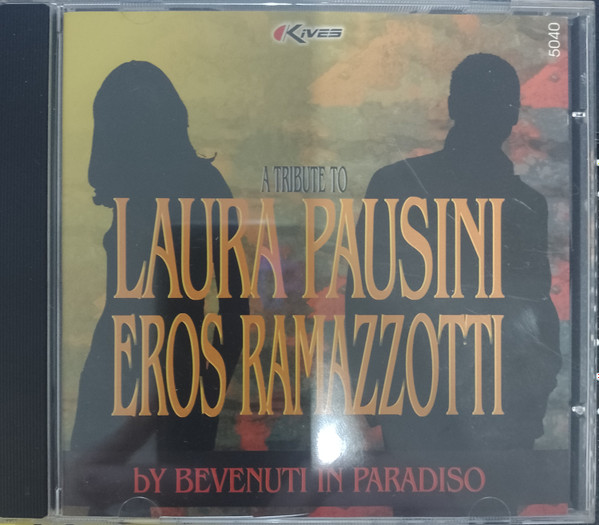 KIVES
5040
A TRIBUTE TO
LAURA PAUSINI
EROS RAMAZZOTTI
bY BEVENUTI IN PARADISO